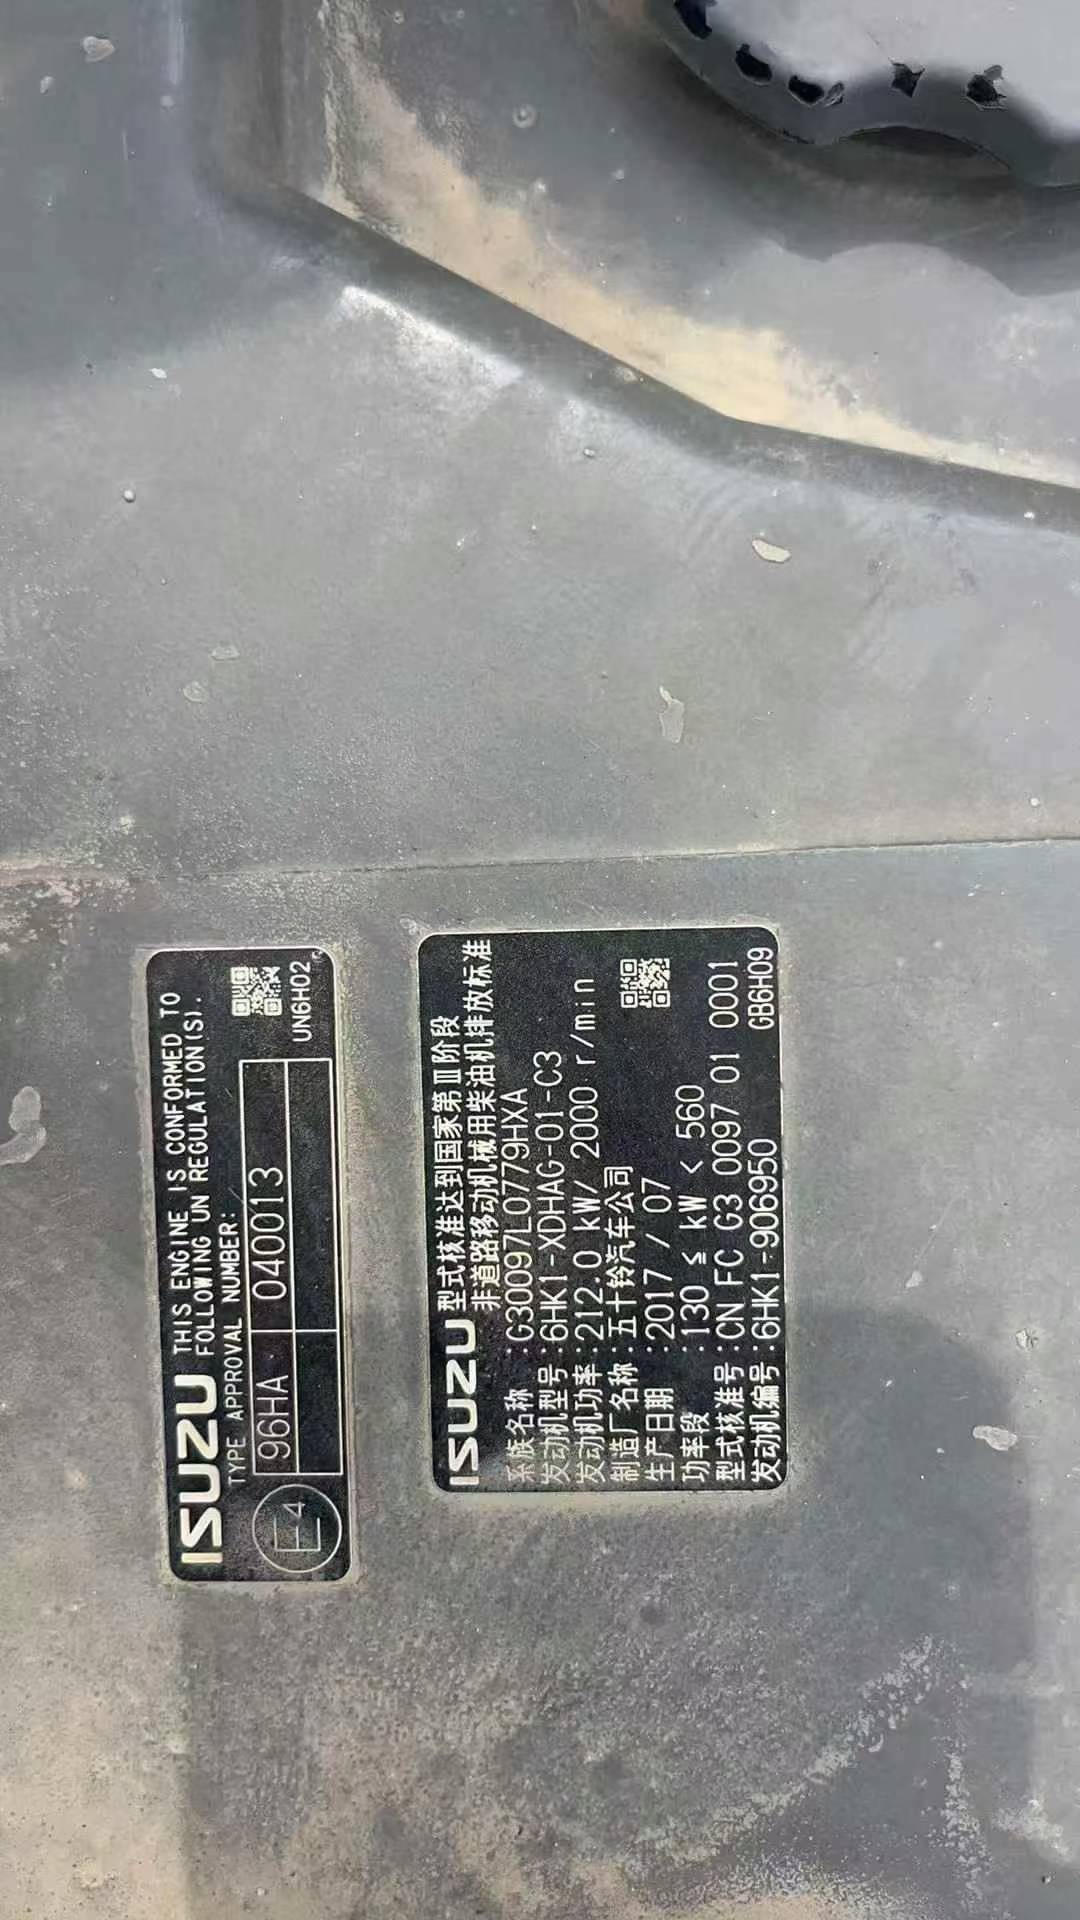 ISUZU THIS ENGINE IS CONFORMED TO
FOLLOWING UN REGULATION(S).
TYPE APPROVAL NUMBER:
96HA 040013
E4
UN6H02
ISUZU 型式核准达到国家第Ⅲ阶段
非道路移动机械用柴油机排放标准
系族名称:G30097L0779HXA
发动机型号:6HK1-XDHAG-01-C3
发动机功率:212.0 kW/ 2000 r/min
制造厂名称:五十铃汽车公司
生产日期:2017 / 07
功率段:130 ≦ kW < 560
型式核准号:CN FC G3 0097 01 0001
发动机编号:6HK1-906950
GB6H09